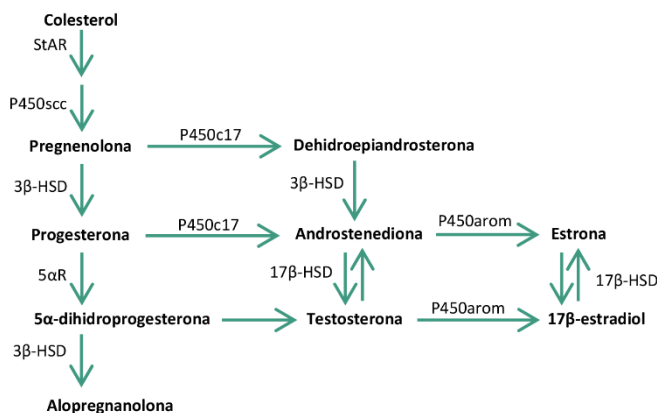 Colesterol
StAR
P450scc
P450c17
Pregnenolona
Dehidroepiandrosterona
3β-HSD
3β-HSD
P450c17
P450arom
Progesterona
Androstenediona
Estrona
5αR
17β-HSD
17β-HSD
P450arom
5α-dihidroprogesterona
Testosterona
17β-estradiol
3β-HSD
Alopregnanolona